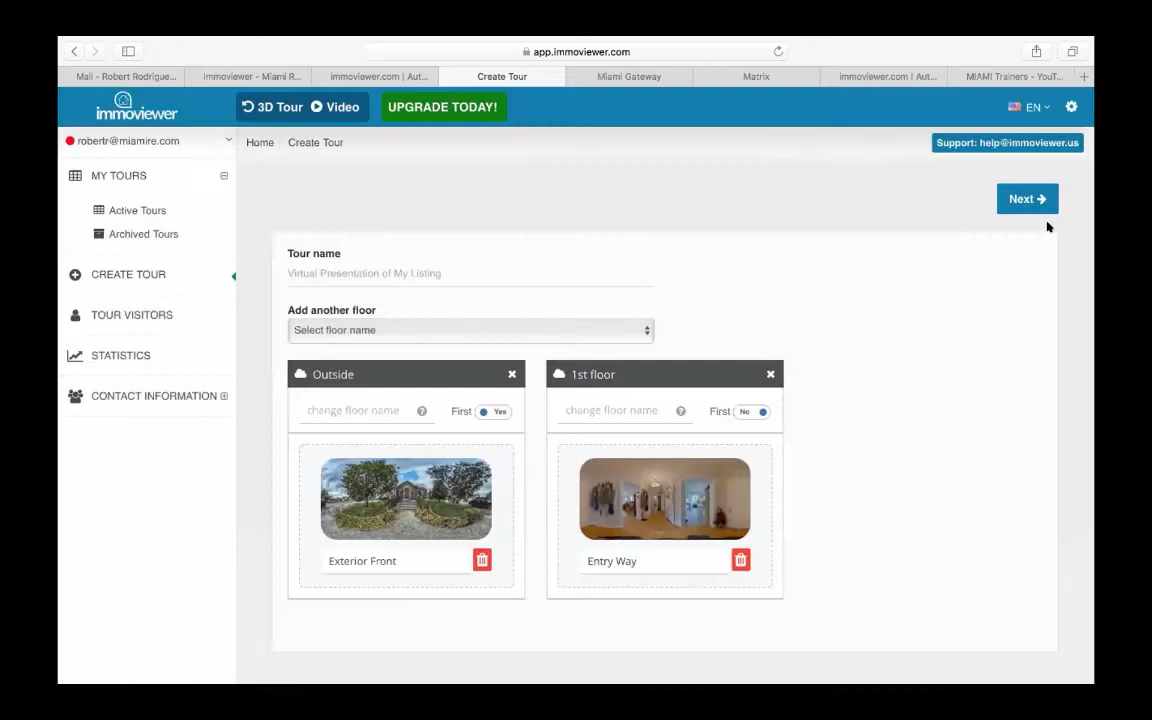 app.immoviewer.com
Mail - Robert Rodrigue...
Immoviewer - Miami R...
immoviewer.com | Aut...
Create Tour
Miami Gateway
Matrix
immoviewer.com | Aut...
MIAMI Trainers - YouT...
immoviewer
3D Tour Video
UPGRADE TODAY!
EN
robertr@miamire.com
Home Create Tour
Support: help@immoviewer.us
MY TOURS
Active Tours
Archived Tours
CREATE TOUR
TOUR VISITORS
STATISTICS
CONTACT INFORMATION
Next
Tour name
Virtual Presentation of My Listing
Add another floor
Select floor name
Outside
change floor name
First Yes
Exterior Front
1st floor
change floor name
First No
Entry Way